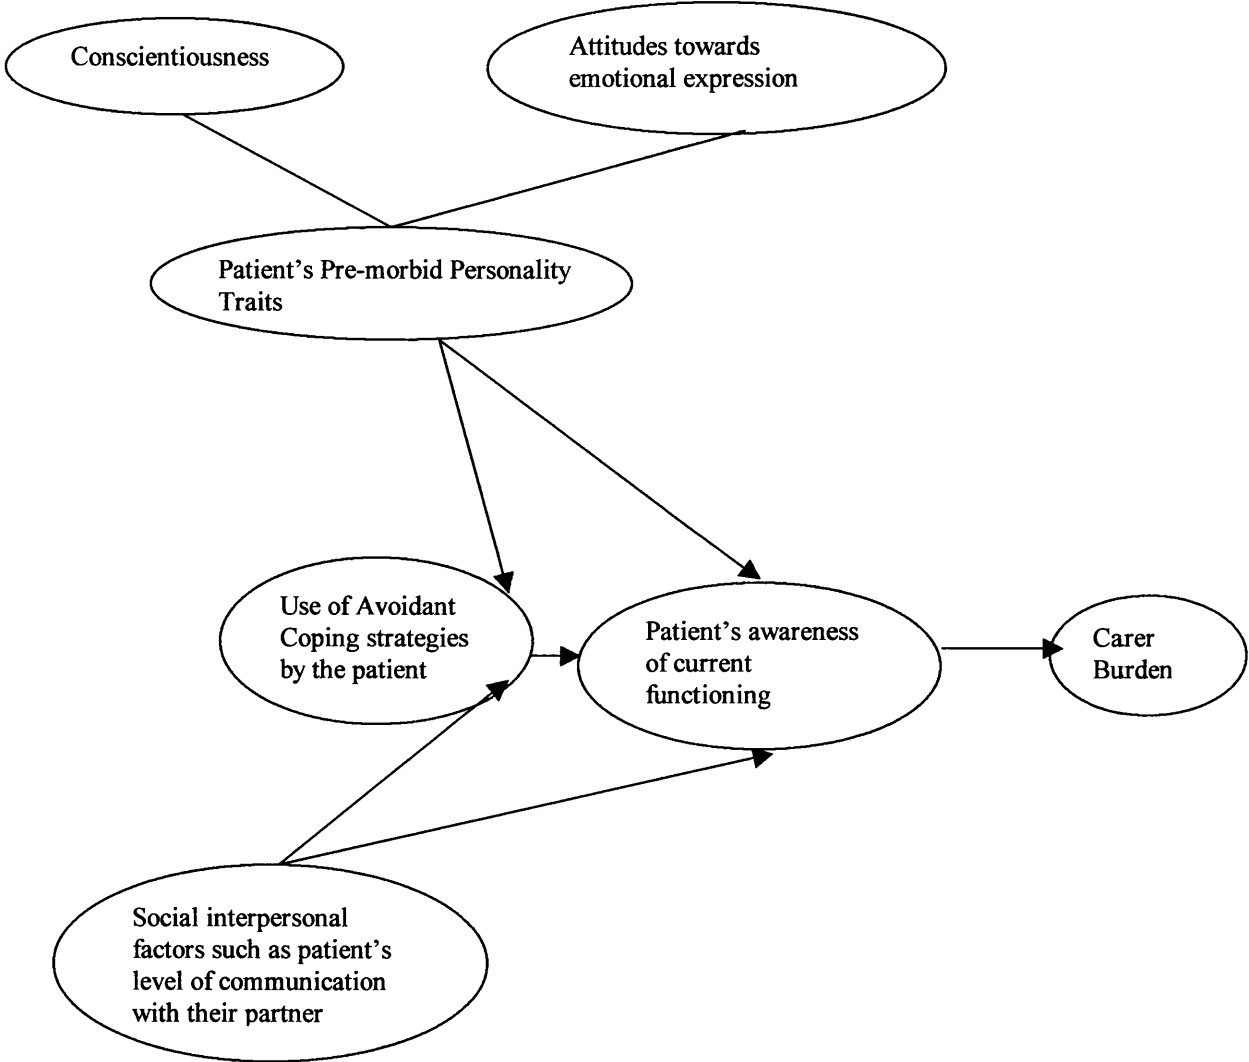 Conscientiousness
Attitudes towards
emotional expression
Patient's Pre-morbid Personality
Traits
Use of Avoidant
Coping strategies
by the patient
Patient's awareness
of current
functioning
Carer
Burden
Social interpersonal
factors such as patient's
level of communication
with their partner